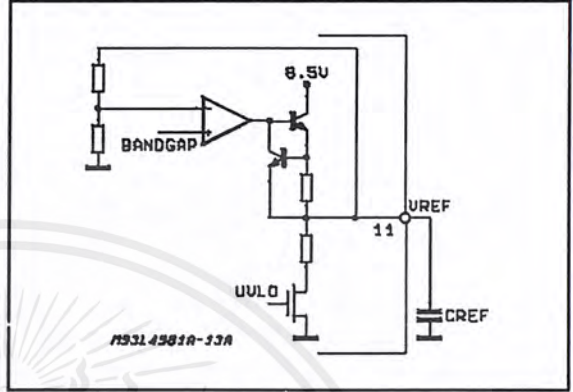 8.5V
BANDGAP
VREF
11
UVLO
CREF
M93L4981A-13A